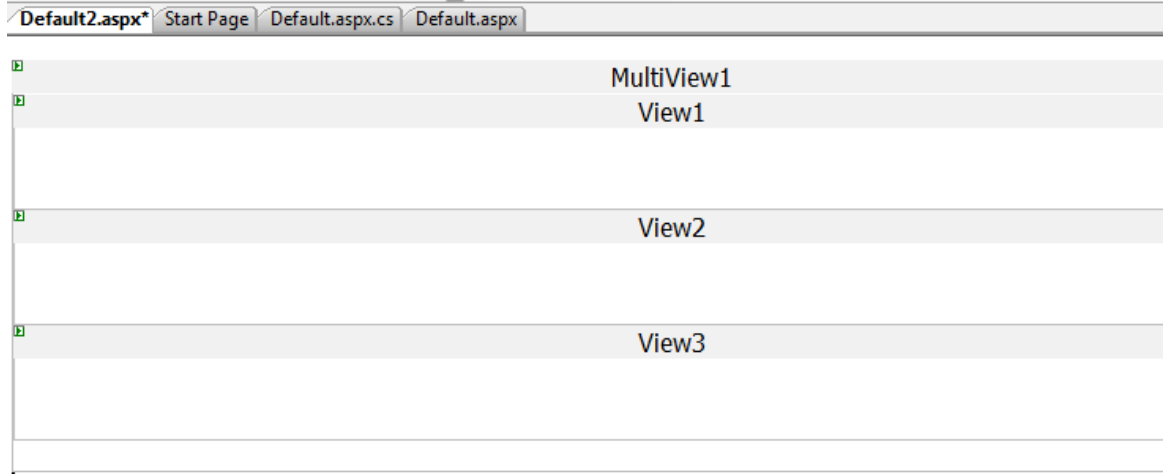 Default2.aspx* Start Page Default.aspx.cs Default.aspx
MultiView1
View1
View2
View3